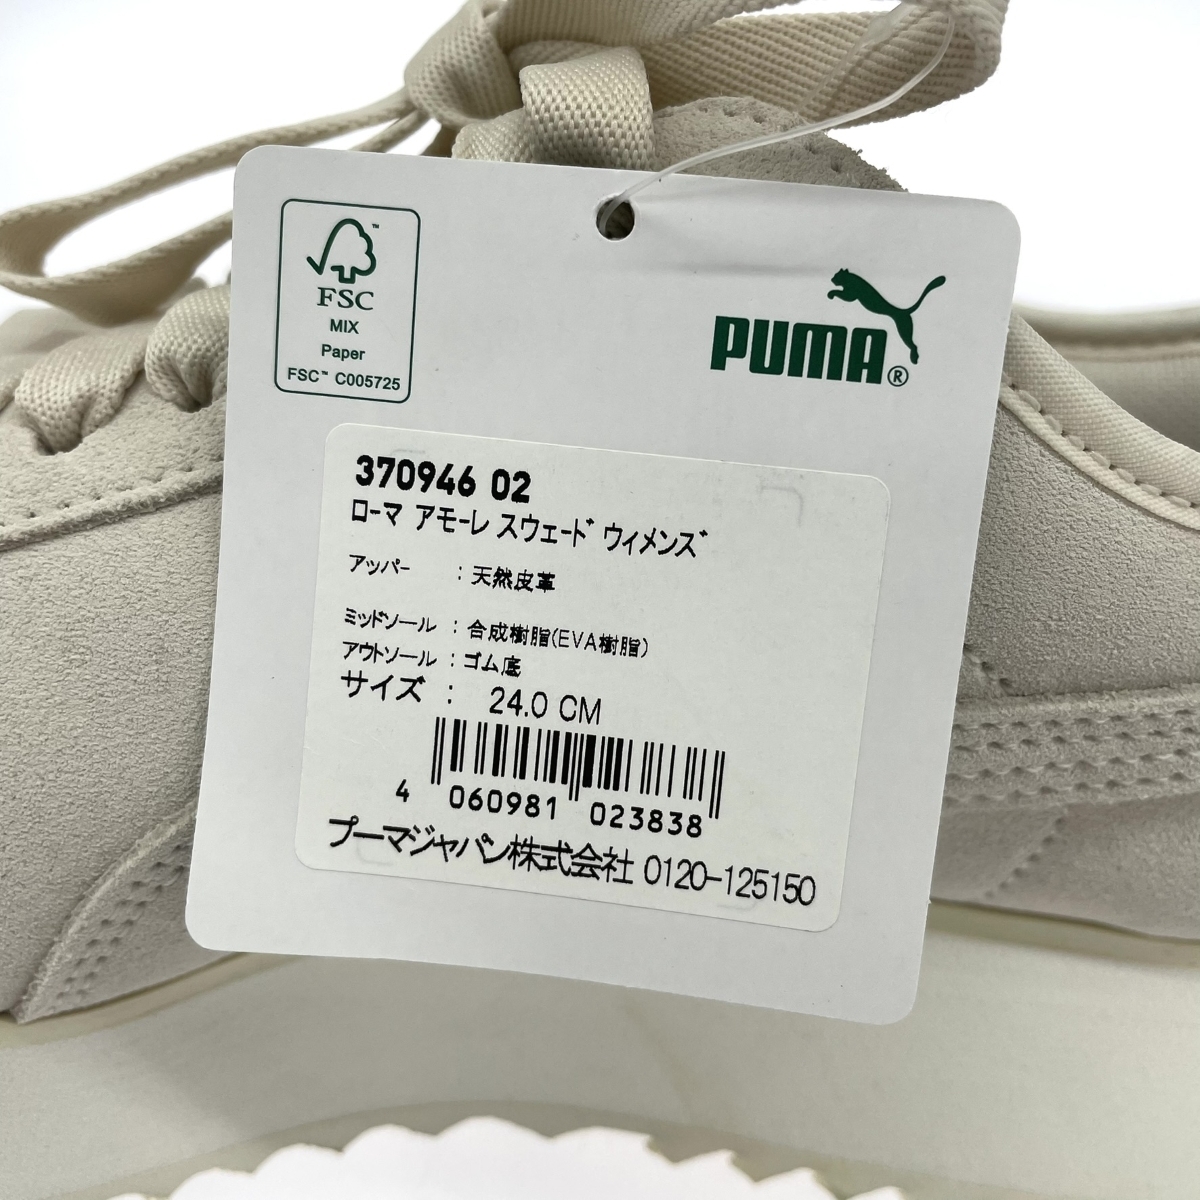 FSC
MIX
Paper
FSC™ C005725
PUMA®
370946 02
ローマ アモーレ スウェード ウィメンズ
アッパー : 天然皮革
ミッドソール : 合成樹脂(EVA樹脂)
アウトソール : ゴム底
サイズ : 24.0 CM
4 060981 023838
プーマジャパン株式会社 0120-125150